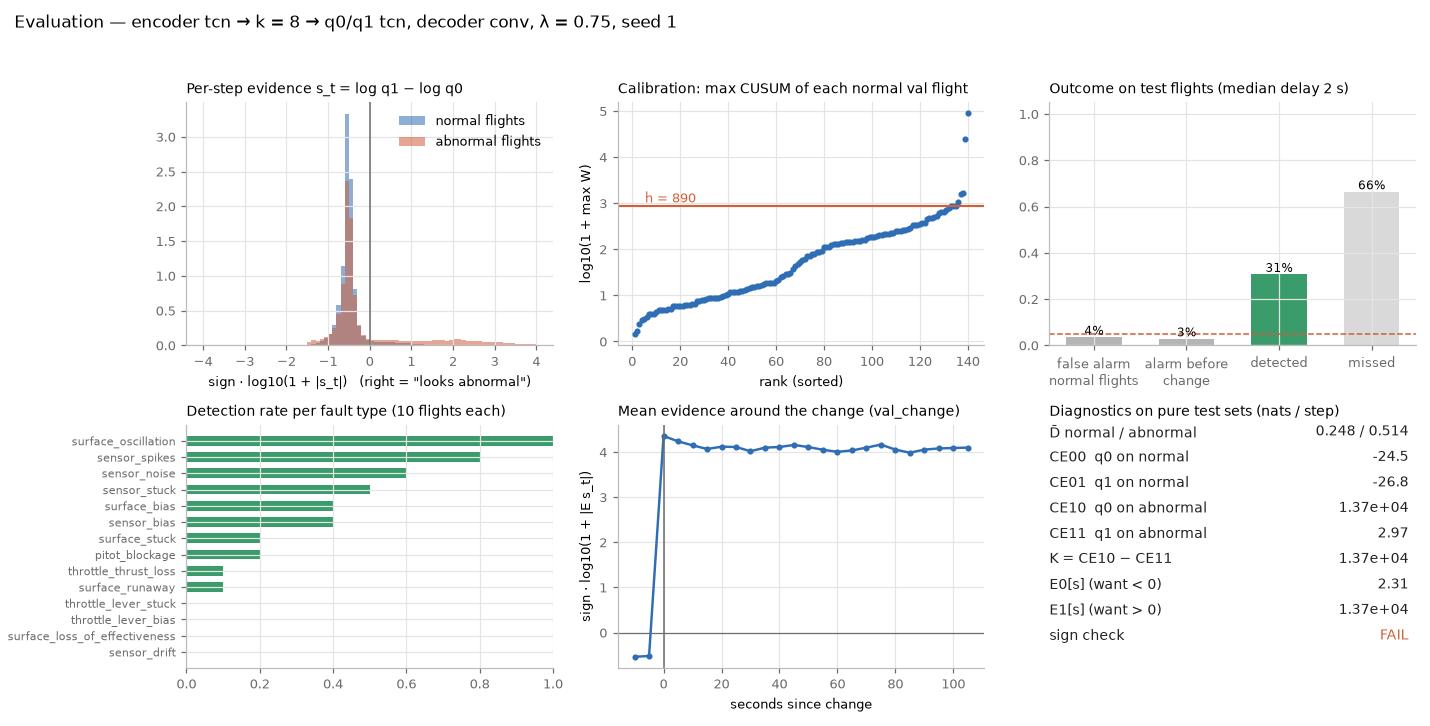 Evaluation — encoder tcn → k = 8 → q0/q1 tcn, decoder conv, λ = 0.75, seed 1
Per-step evidence s_t = log q1 − log q0
normal flights
abnormal flights
3.0
2.5
2.0
1.5
1.0
0.5
0.0
−4 −3 −2 −1 0 1 2 3 4
sign · log10(1 + |s_t|) (right = "looks abnormal")
Calibration: max CUSUM of each normal val flight
log10(1 + max W)
5
4
3
2
1
0
h = 890
0 20 40 60 80 100 120 140
rank (sorted)
Outcome on test flights (median delay 2 s)
1.0
0.8
0.6
0.4
0.2
0.0
4%
3%
31%
66%
false alarm
normal flights
alarm before
change
detected
missed
Detection rate per fault type (10 flights each)
surface_oscillation
sensor_spikes
sensor_noise
sensor_stuck
surface_bias
sensor_bias
surface_stuck
pitot_blockage
throttle_thrust_loss
surface_runaway
throttle_lever_stuck
throttle_lever_bias
surface_loss_of_effectiveness
sensor_drift
0.0 0.2 0.4 0.6 0.8 1.0
Mean evidence around the change (val_change)
sign · log10(1 + |E s_t|)
4
3
2
1
0
0 20 40 60 80 100
seconds since change
Diagnostics on pure test sets (nats / step)
D̄ normal / abnormal 0.248 / 0.514
CE00 q0 on normal -24.5
CE01 q1 on normal -26.8
CE10 q0 on abnormal 1.37e+04
CE11 q1 on abnormal 2.97
K = CE10 − CE11 1.37e+04
E0[s] (want < 0) 2.31
E1[s] (want > 0) 1.37e+04
sign check FAIL